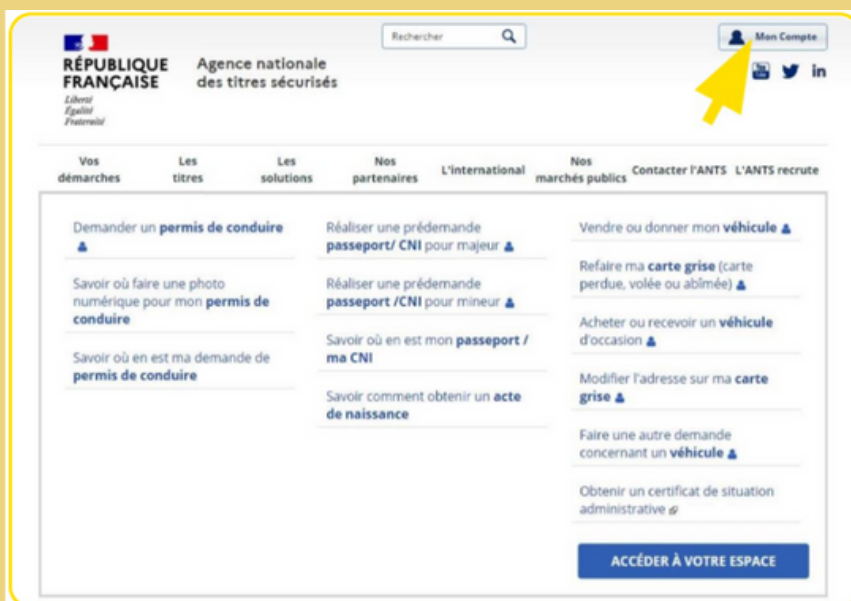 Rechercher
Mon Compte
RÉPUBLIQUE
FRANÇAISE
Liberté
Égalité
Fraternité
Agence nationale
des titres sécurisés
You
Tube
in
Vos
démarches
Les
titres
Les
solutions
Nos
partenaires
L'international
Nos
marchés publics
Contacter l'ANTS
L'ANTS recrute
Demander un permis de conduire
Savoir où faire une photo
numérique pour mon permis de
conduire
Savoir où en est ma demande de
permis de conduire
Réaliser une prédemande
passeport/ CNI pour majeur
Réaliser une prédemande
passeport /CNI pour mineur
Savoir où en est mon passeport /
ma CNI
Savoir comment obtenir un acte
de naissance
Vendre ou donner mon véhicule
Refaire ma carte grise (carte
perdue, volée ou abîmée)
Acheter ou recevoir un véhicule
d'occasion
Modifier l'adresse sur ma carte
grise
Faire une autre demande
concernant un véhicule
Obtenir un certificat de situation
administrative
ACCÉDER À VOTRE ESPACE